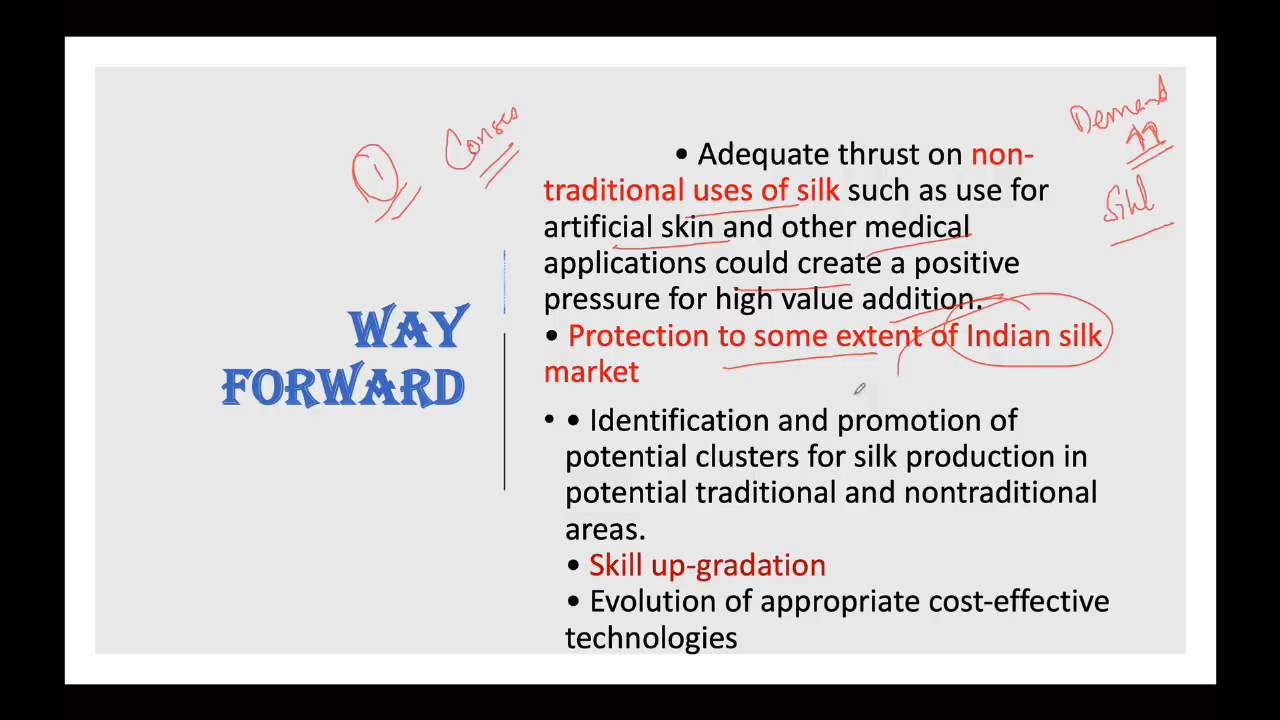 WAY
FORWARD
• Adequate thrust on non-
traditional uses of silk such as use for
artificial skin and other medical
applications could create a positive
pressure for high value addition.
• Protection to some extent of Indian silk
market
• • Identification and promotion of
potential clusters for silk production in
potential traditional and nontraditional
areas.
• Skill up-gradation
• Evolution of appropriate cost-effective
technologies
1
Demand
↑↑